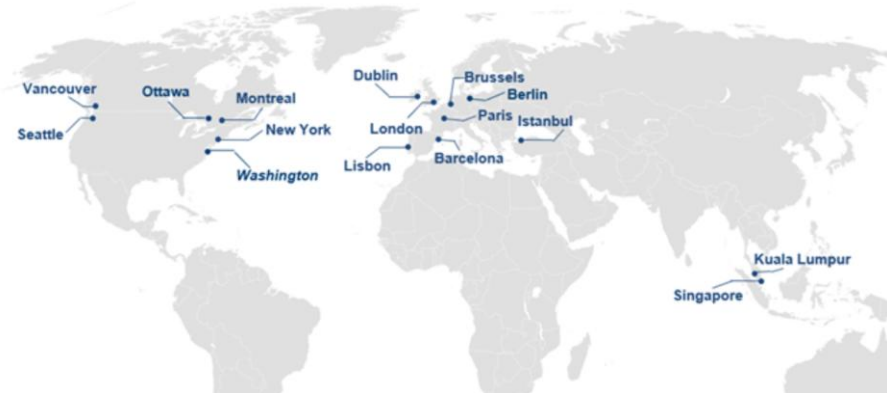 Vancouver
Seattle
Ottawa
Montreal
New York
Washington
Dublin
London
Lisbon
Brussels
Berlin
Paris
Istanbul
Barcelona
Kuala Lumpur
Singapore